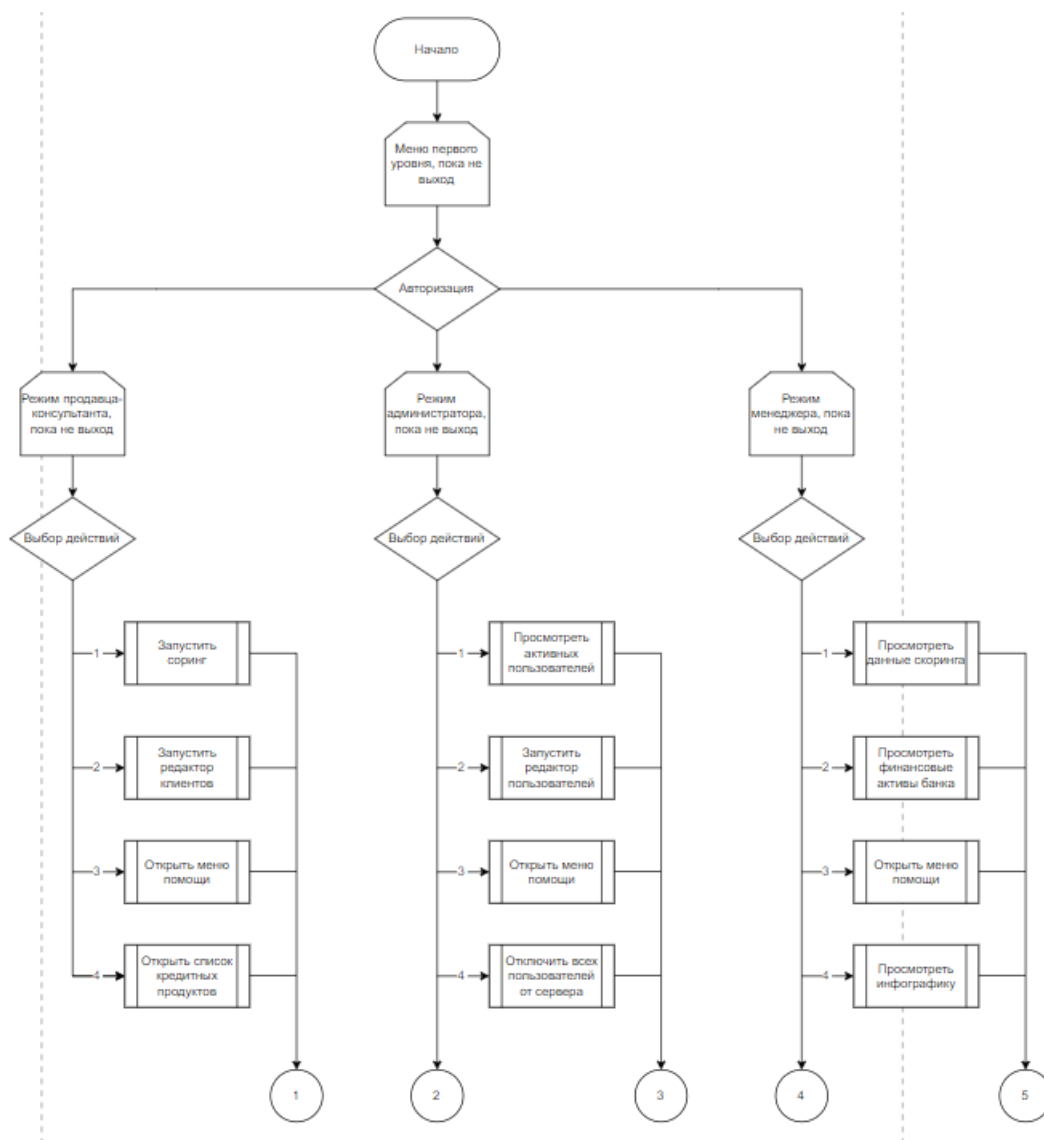 Начало
Меню первого
уровня, пока не
выход
Авторизация
Режим продавца-
консультанта,
пока не выход
Режим
администратора,
пока не выход
Режим
менеджера, пока
не выход
Выбор действий
Выбор действий
Выбор действий
1
Запустить
соринг
1
Просмотреть
активных
пользователей
1
Просмотреть
данные скоринга
2
Запустить
редактор
клиентов
2
Запустить
редактор
пользователей
2
Просмотреть
финансовые
активы банка
3
Открыть меню
помощи
3
Открыть меню
помощи
3
Открыть меню
помощи
4
Открыть список
кредитных
продуктов
4
Отключить всех
пользователей
от сервера
4
Просмотреть
инфографику
1
2
3
4
5